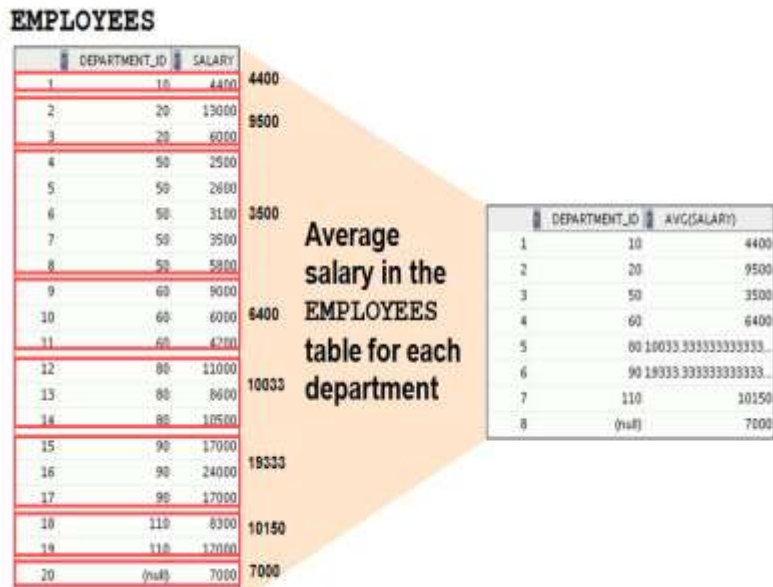 EMPLOYEES
DEPARTMENT_ID SALARY
1 10 4400
4400
2 20 13000
9500
3 20 6000
4 50 2500
5 50 2600
6 50 3100
3500
7 50 3500
8 50 5800
9 60 9000
10 60 6000
6400
11 60 4200
12 80 11000
13 80 8600
10033
14 80 10500
15 90 17000
19333
16 90 24000
17 90 17000
18 110 8300
10150
19 110 12000
20 (null) 7000
7000
Average
salary in the
EMPLOYEES
table for each
department
DEPARTMENT_ID AVG(SALARY)
1 10 4400
2 20 9500
3 50 3500
4 60 6400
5 80 10033.333333333333...
6 90 19333.333333333333...
7 110 10150
8 (null) 7000